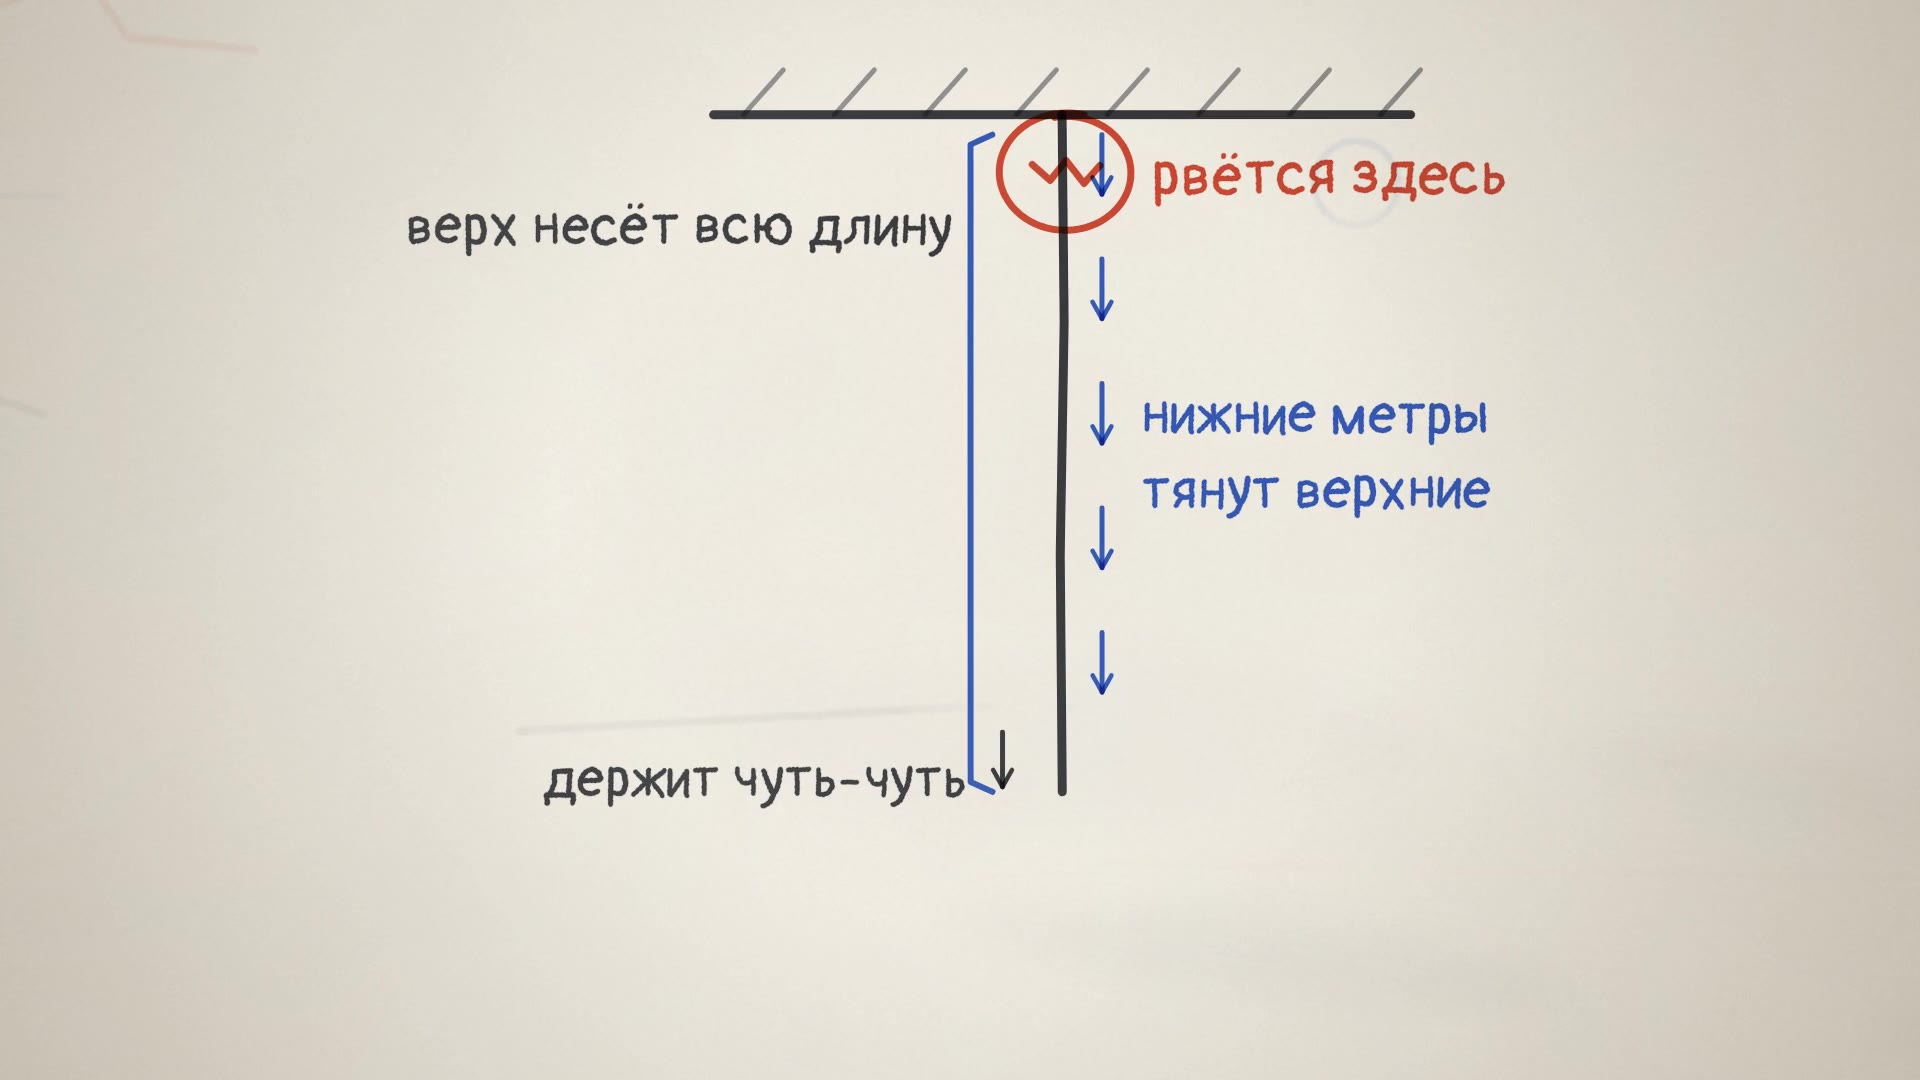 рвётся здесь
верх несёт всю длину
нижние метры
тянут верхние
держит чуть-чуть